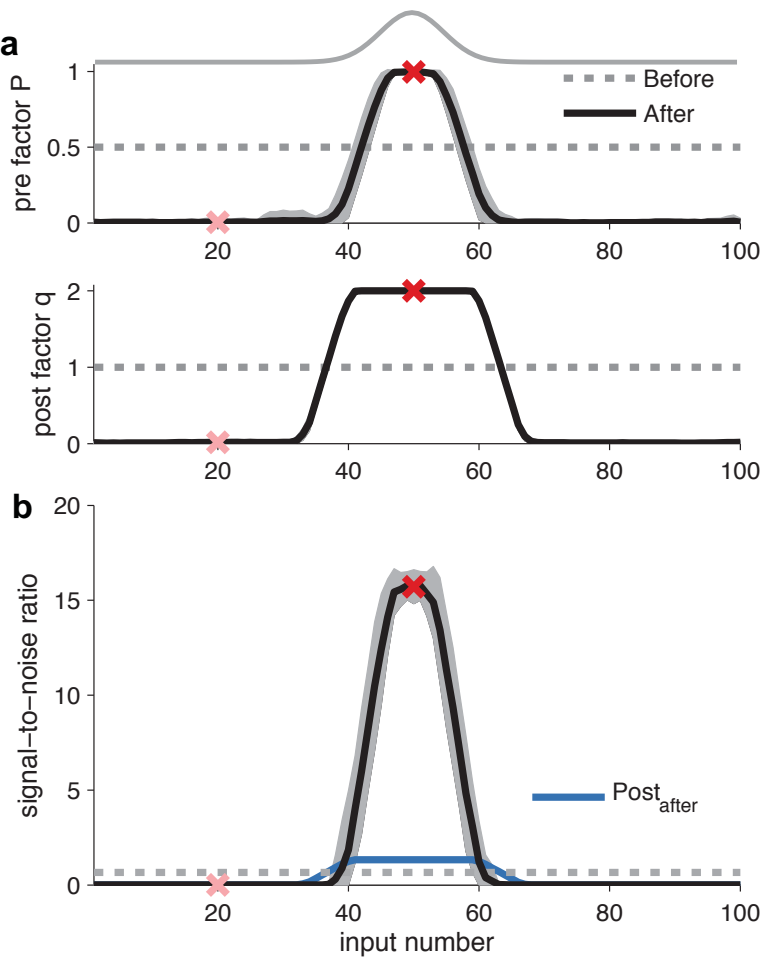 a
pre factor P
1
0.5
0
Before
After
20 40 60 80 100
post factor q
2
1
0
20 40 60 80 100
b
signal−to−noise ratio
20
15
10
5
0
Post after
20 40 60 80 100
input number